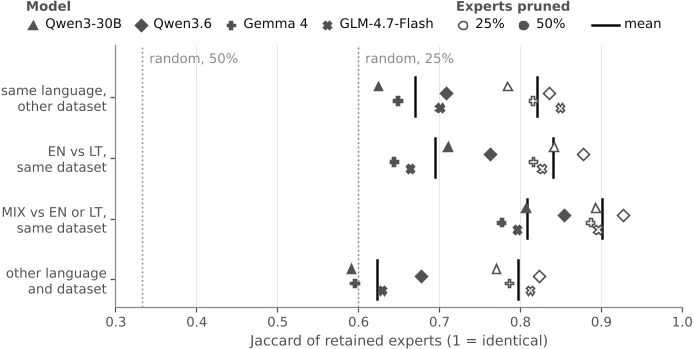 Model
Experts pruned
Qwen3-30B Qwen3.6 Gemma 4 GLM-4.7-Flash 25% 50% mean
random, 50%
random, 25%
same language,
other dataset
EN vs LT,
same dataset
MIX vs EN or LT,
same dataset
other language
and dataset
0.3 0.4 0.5 0.6 0.7 0.8 0.9 1.0
Jaccard of retained experts (1 = identical)